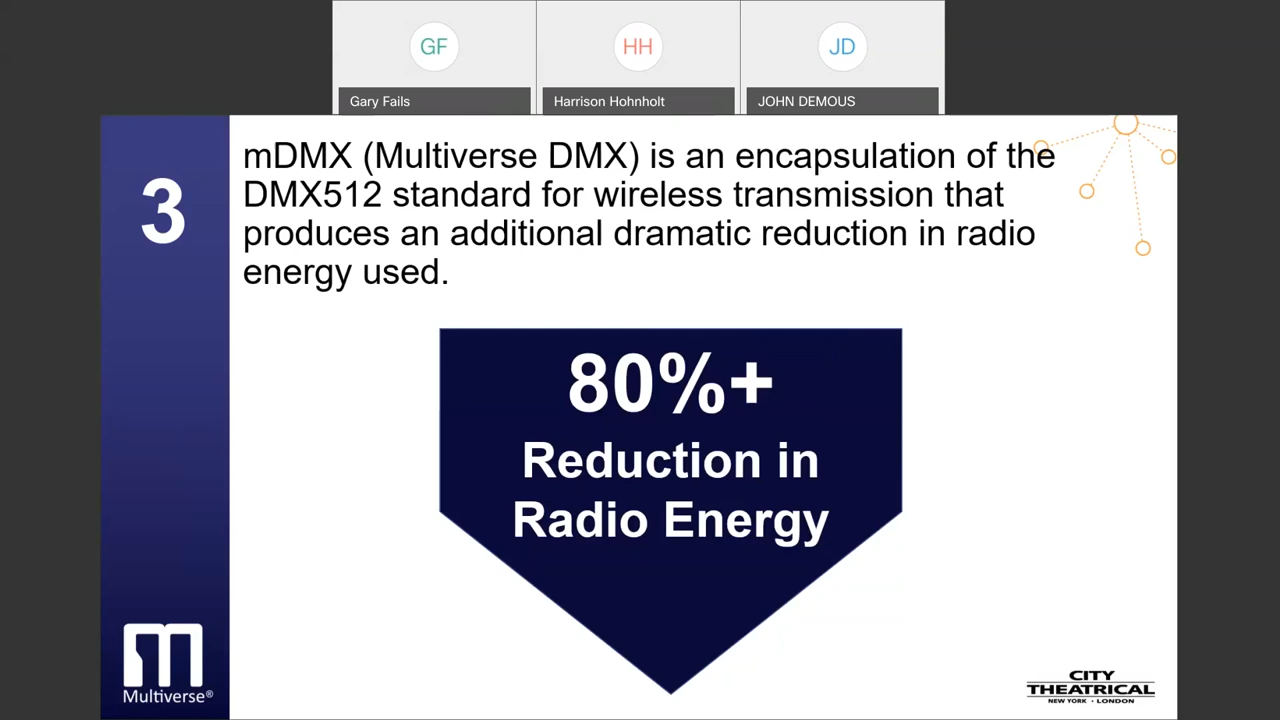 GF
HH
JD
Gary Fails
Harrison Hohnholt
JOHN DEMOUS
3
mDMX (Multiverse DMX) is an encapsulation of the
DMX512 standard for wireless transmission that
produces an additional dramatic reduction in radio
energy used.
80%+
Reduction in
Radio Energy
Multiverse®
CITY
THEATRICAL
NEW YORK • LONDON